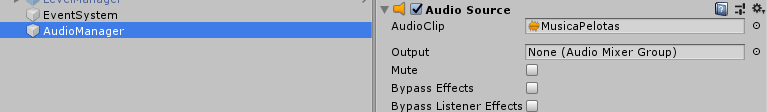 LevelManager
EventSystem
AudioManager
Audio Source
AudioClip
MusicaPelotas
Output
None (Audio Mixer Group)
Mute
Bypass Effects
Bypass Listener Effects